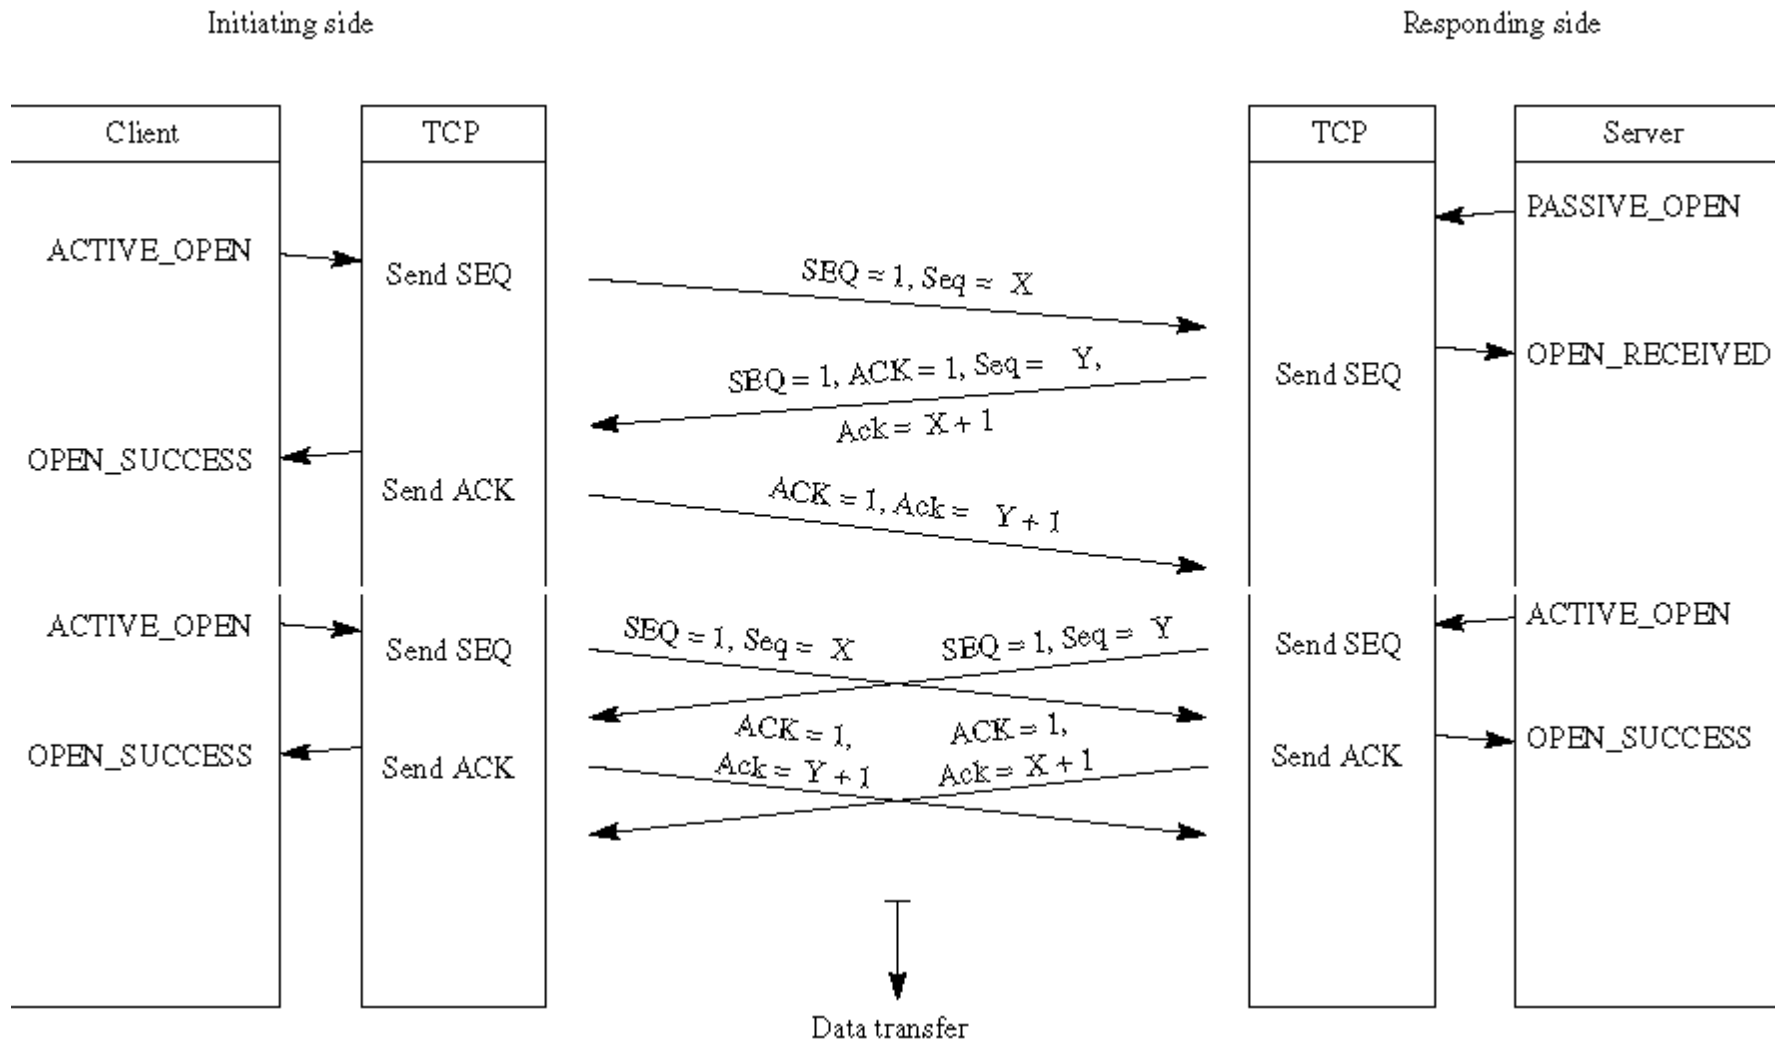 Initiating side
Responding side
Client
TCP
TCP
Server
PASSIVE_OPEN
ACTIVE_OPEN
Send SEQ
SEQ = 1, Seq = X
OPEN_RECEIVED
SEQ = 1, ACK = 1, Seq = Y,
Send SEQ
Ack = X + 1
OPEN_SUCCESS
Send ACK
ACK = 1, Ack = Y + 1
ACTIVE_OPEN
ACTIVE_OPEN
Send SEQ
SEQ = 1, Seq = X
SEQ = 1, Seq = Y
Send SEQ
ACK = 1,
ACK = 1,
OPEN_SUCCESS
OPEN_SUCCESS
Send ACK
Ack = Y + 1
Ack = X + 1
Send ACK
Data transfer